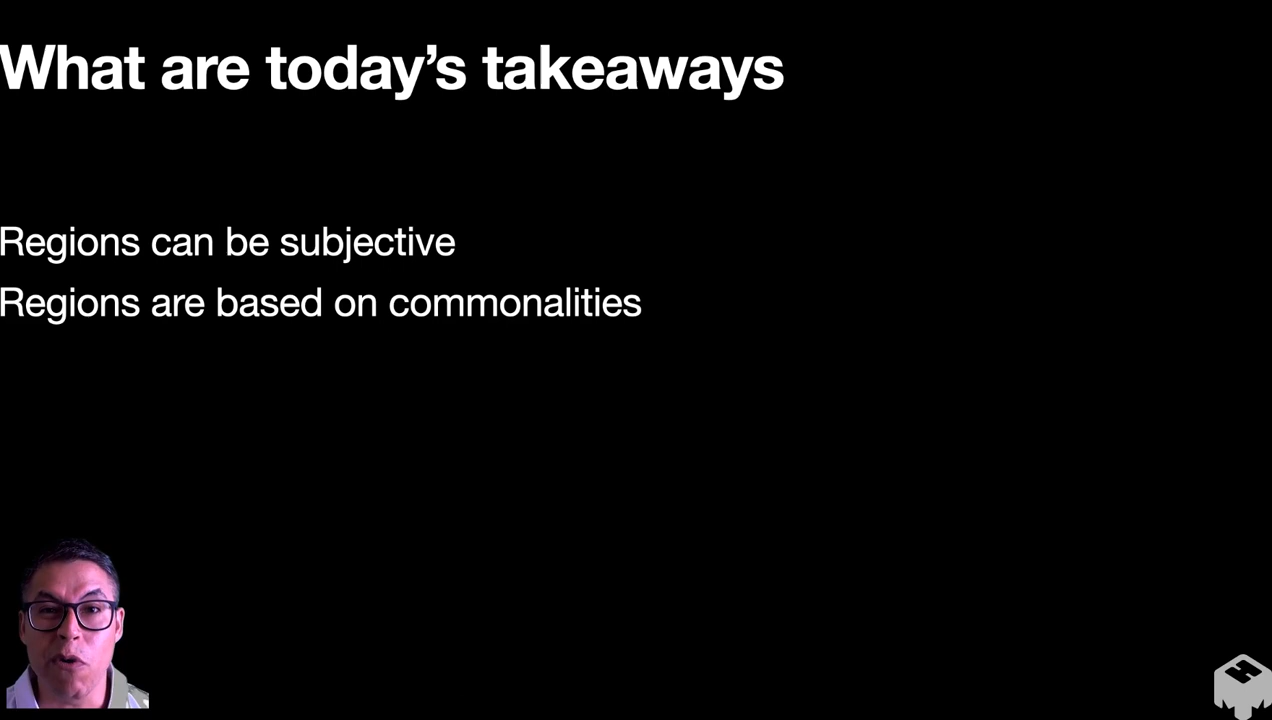 What are today’s takeaways
Regions can be subjective
Regions are based on commonalities